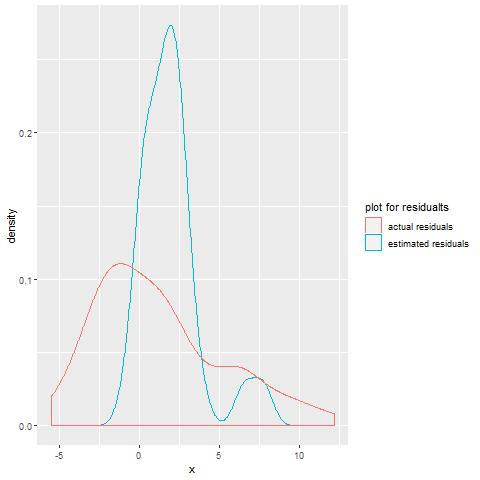 density
0.2
0.1
0.0
-5
0
5
10
x
plot for residualts
actual residuals
estimated residuals